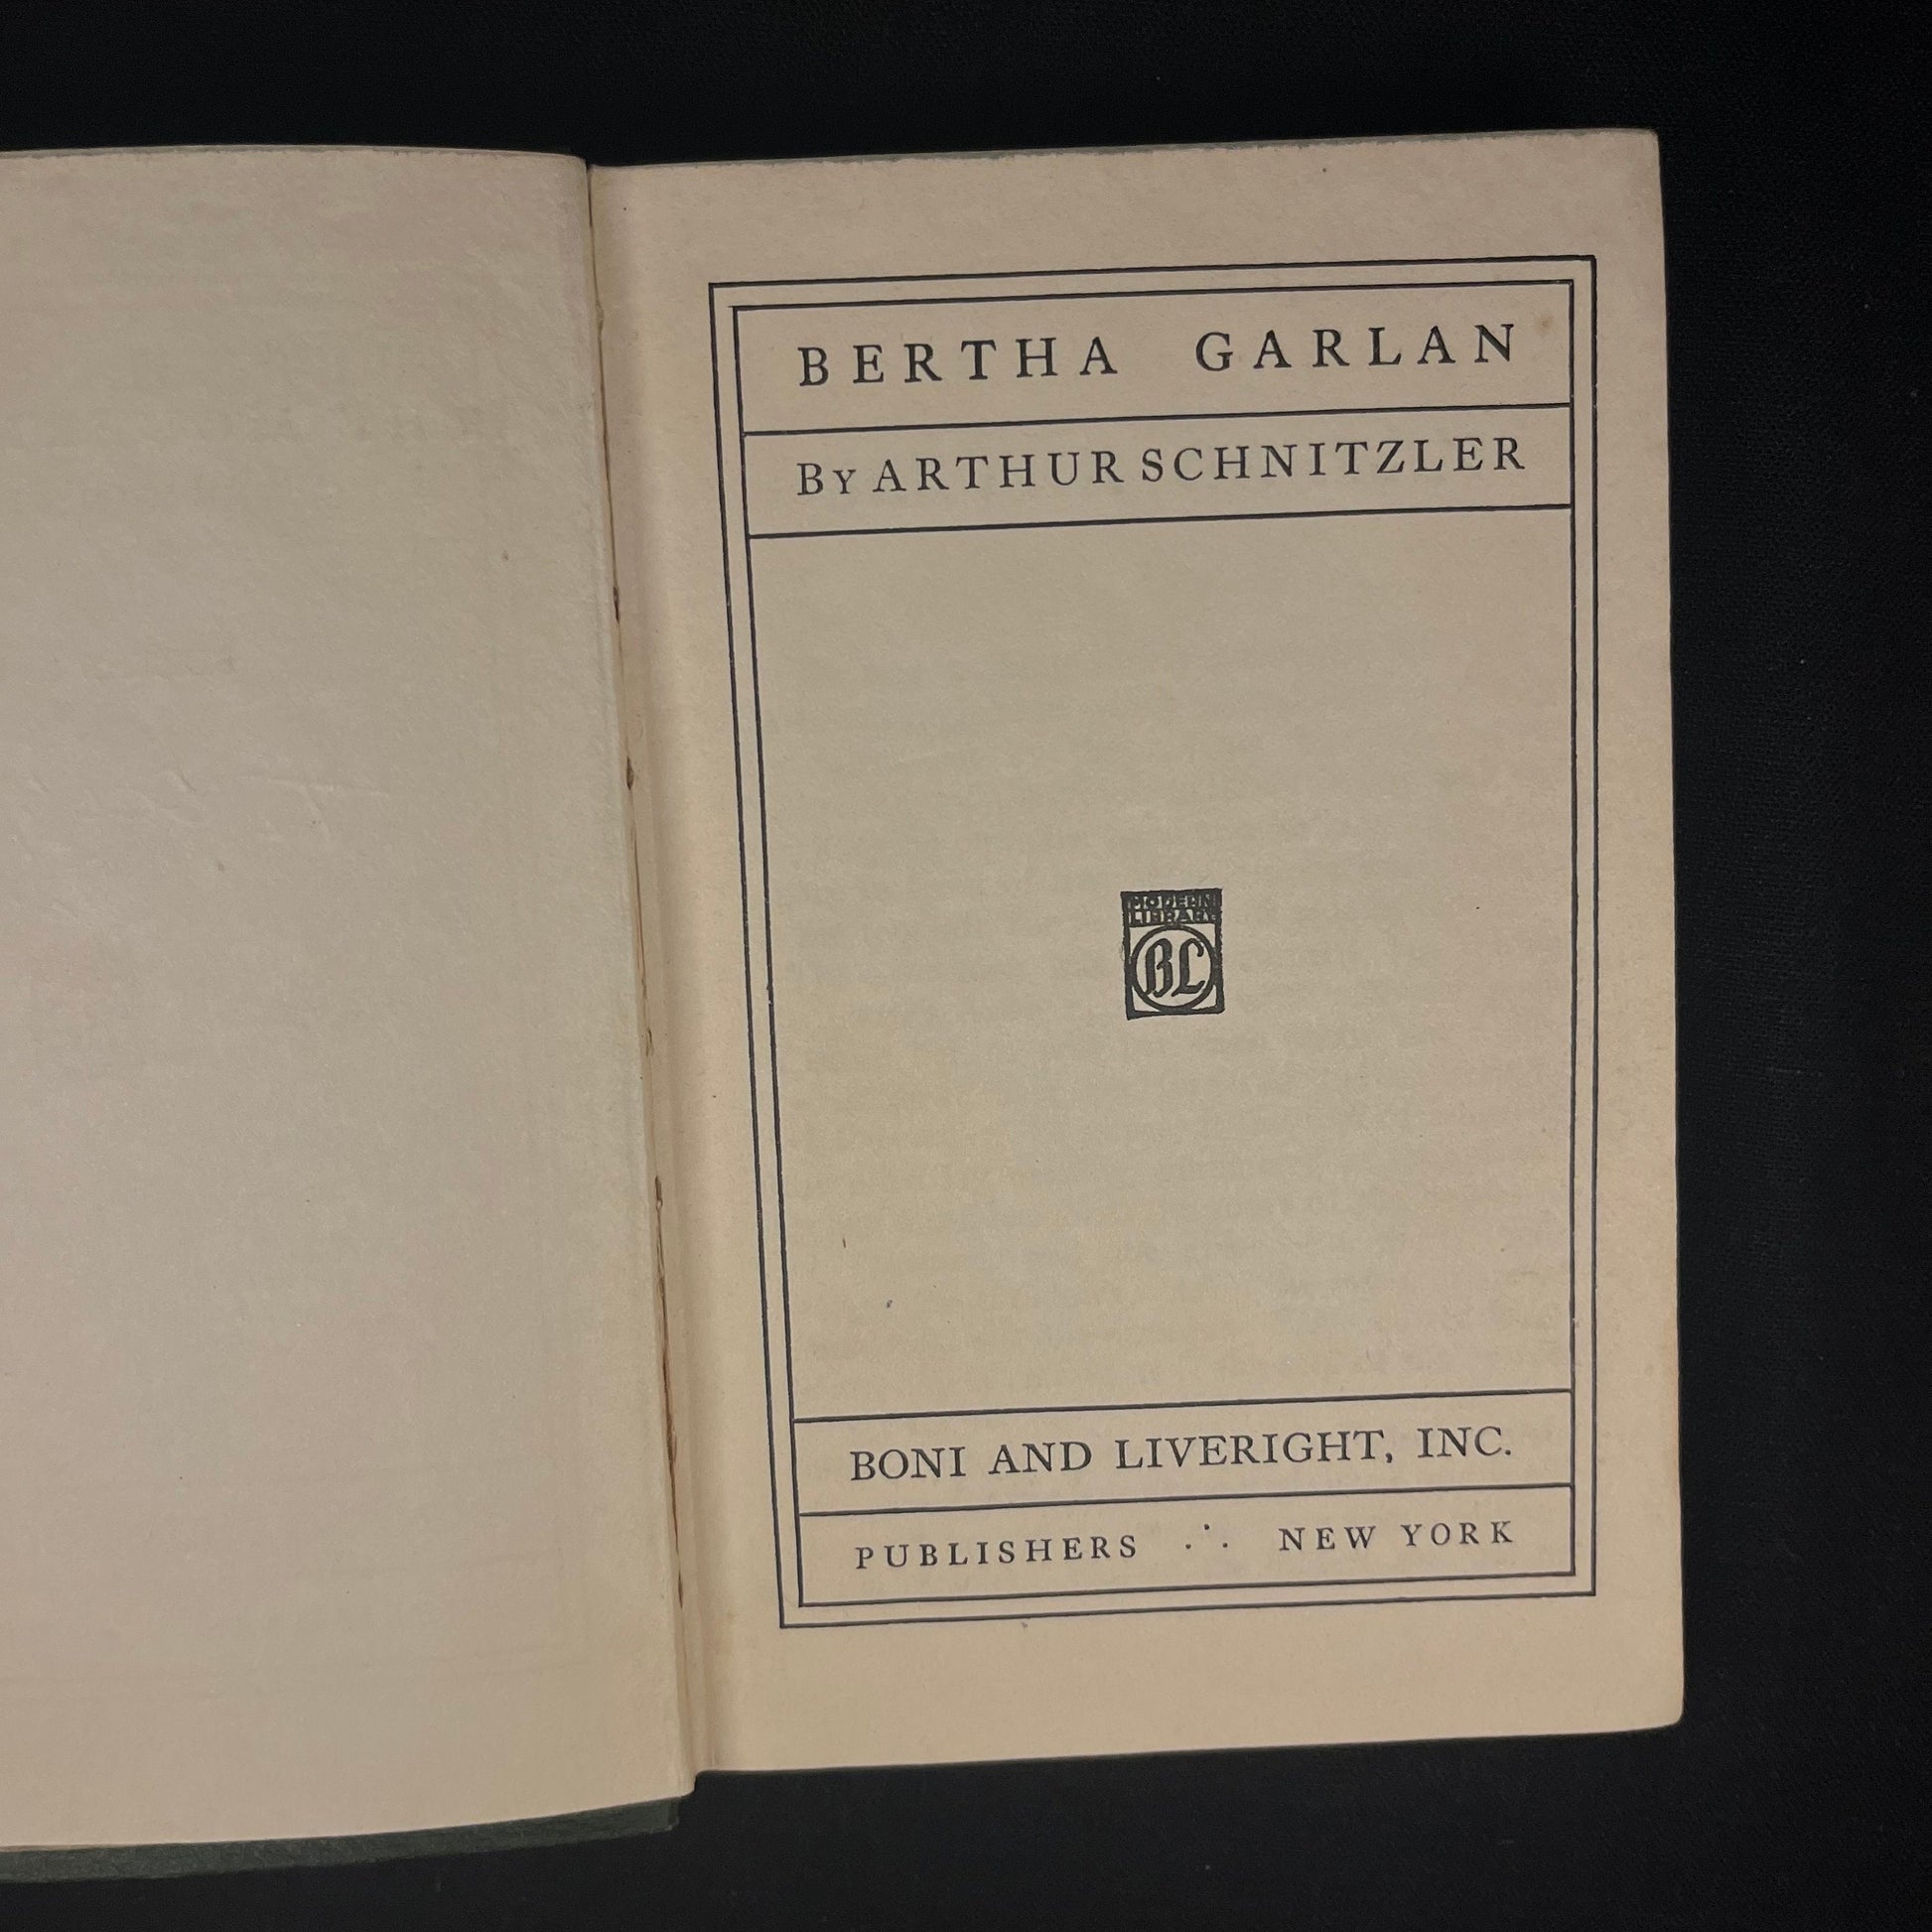 BERTHA GARLAN
BY ARTHUR SCHNITZLER
MODERN
LIBRARY
BL
BONI AND LIVERIGHT, INC.
PUBLISHERS ∴ NEW YORK